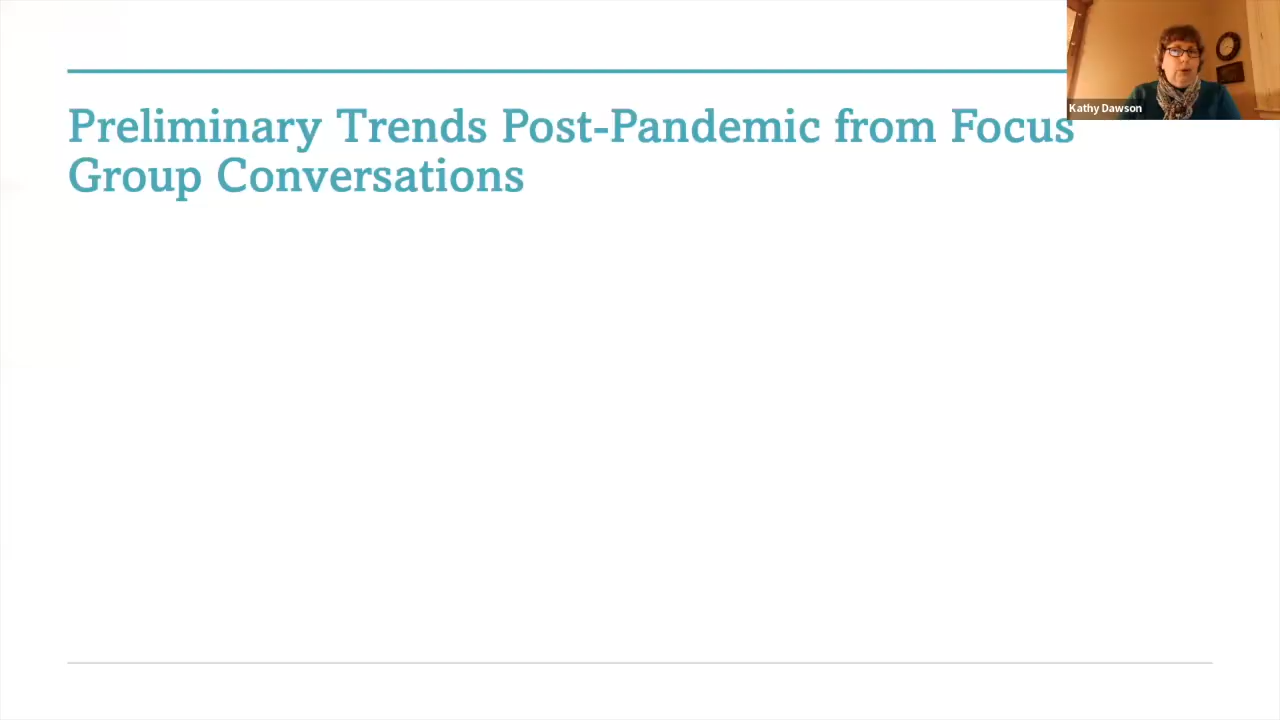 Preliminary Trends Post-Pandemic from Focus
Group Conversations
Kathy Dawson